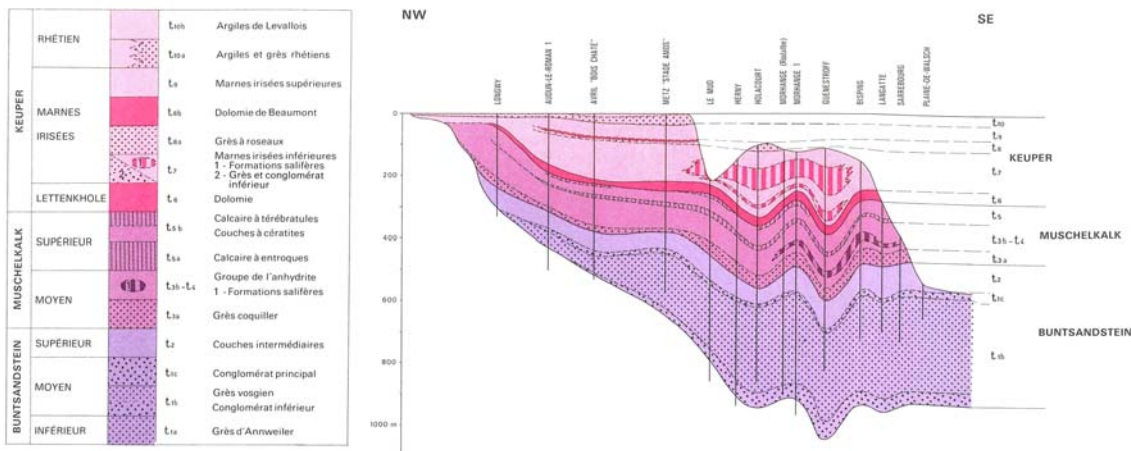 KEUPER
RHÉTIEN
t10b Argiles de Levallois
t10a Argiles et grès rhétiens
MARNES
IRISÉES
t9 Marnes irisées supérieures
t8b Dolomie de Beaumont
t8a Grès à roseaux
Marnes irisées inférieures
t7 1 - Formations salifères
2 - Grès et conglomérat
inférieur
LETTENKHOLE
t6 Dolomie
MUSCHELKALK
SUPÉRIEUR
Calcaire à térébratules
t5b
Couches à cératites
t5a Calcaire à entroques
MOYEN
Groupe de l'anhydrite
t3b-t4
1 - Formations salifères
t3a Grès coquiller
BUNTSANDSTEIN
SUPÉRIEUR
t2 Couches intermédiaires
MOYEN
t1c Conglomérat principal
Grès vosgien
t1b
Conglomérat inférieur
INFÉRIEUR
t1a Grès d'Annweiler
NW
SE
LONGWY
AUDUN-LE-ROMAN 1
AVRIL "BOIS CHATÉ"
METZ "STADE AMOS"
LE MUD
HERNY
HOLACOURT
MORHANGE
MORHANGE 1
GUENESTROFF
BISPING
LANGATTE
SARREBOURG
PLAINE-DE-WALSCH
0
200
400
600
800
1000 m
t10
t9
t8
KEUPER
t7
t6
t5
MUSCHELKALK
t3b-t4
t3a
t2
t1c
BUNTSANDSTEIN
t1b